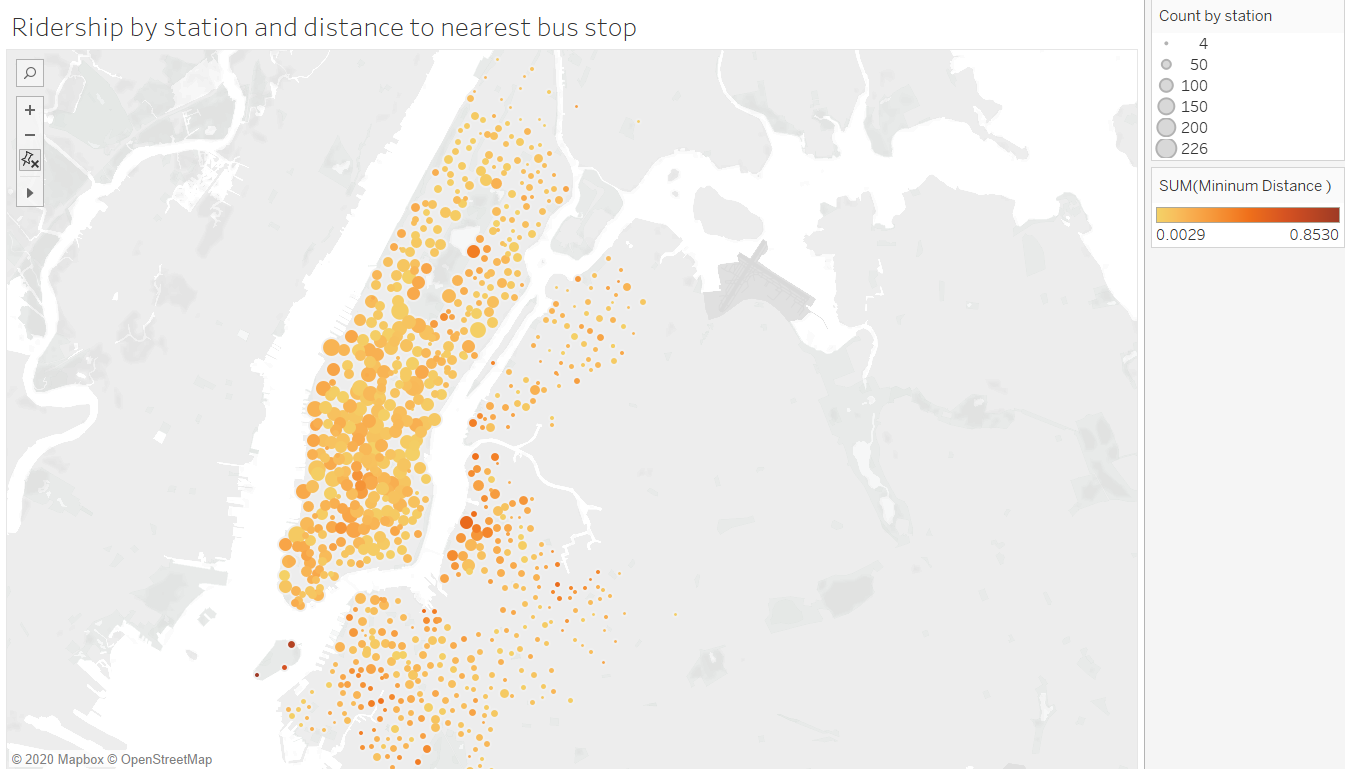 Ridership by station and distance to nearest bus stop
Count by station
4
50
100
150
200
226
SUM(Mininum Distance )
0.0029 0.8530
© 2020 Mapbox © OpenStreetMap